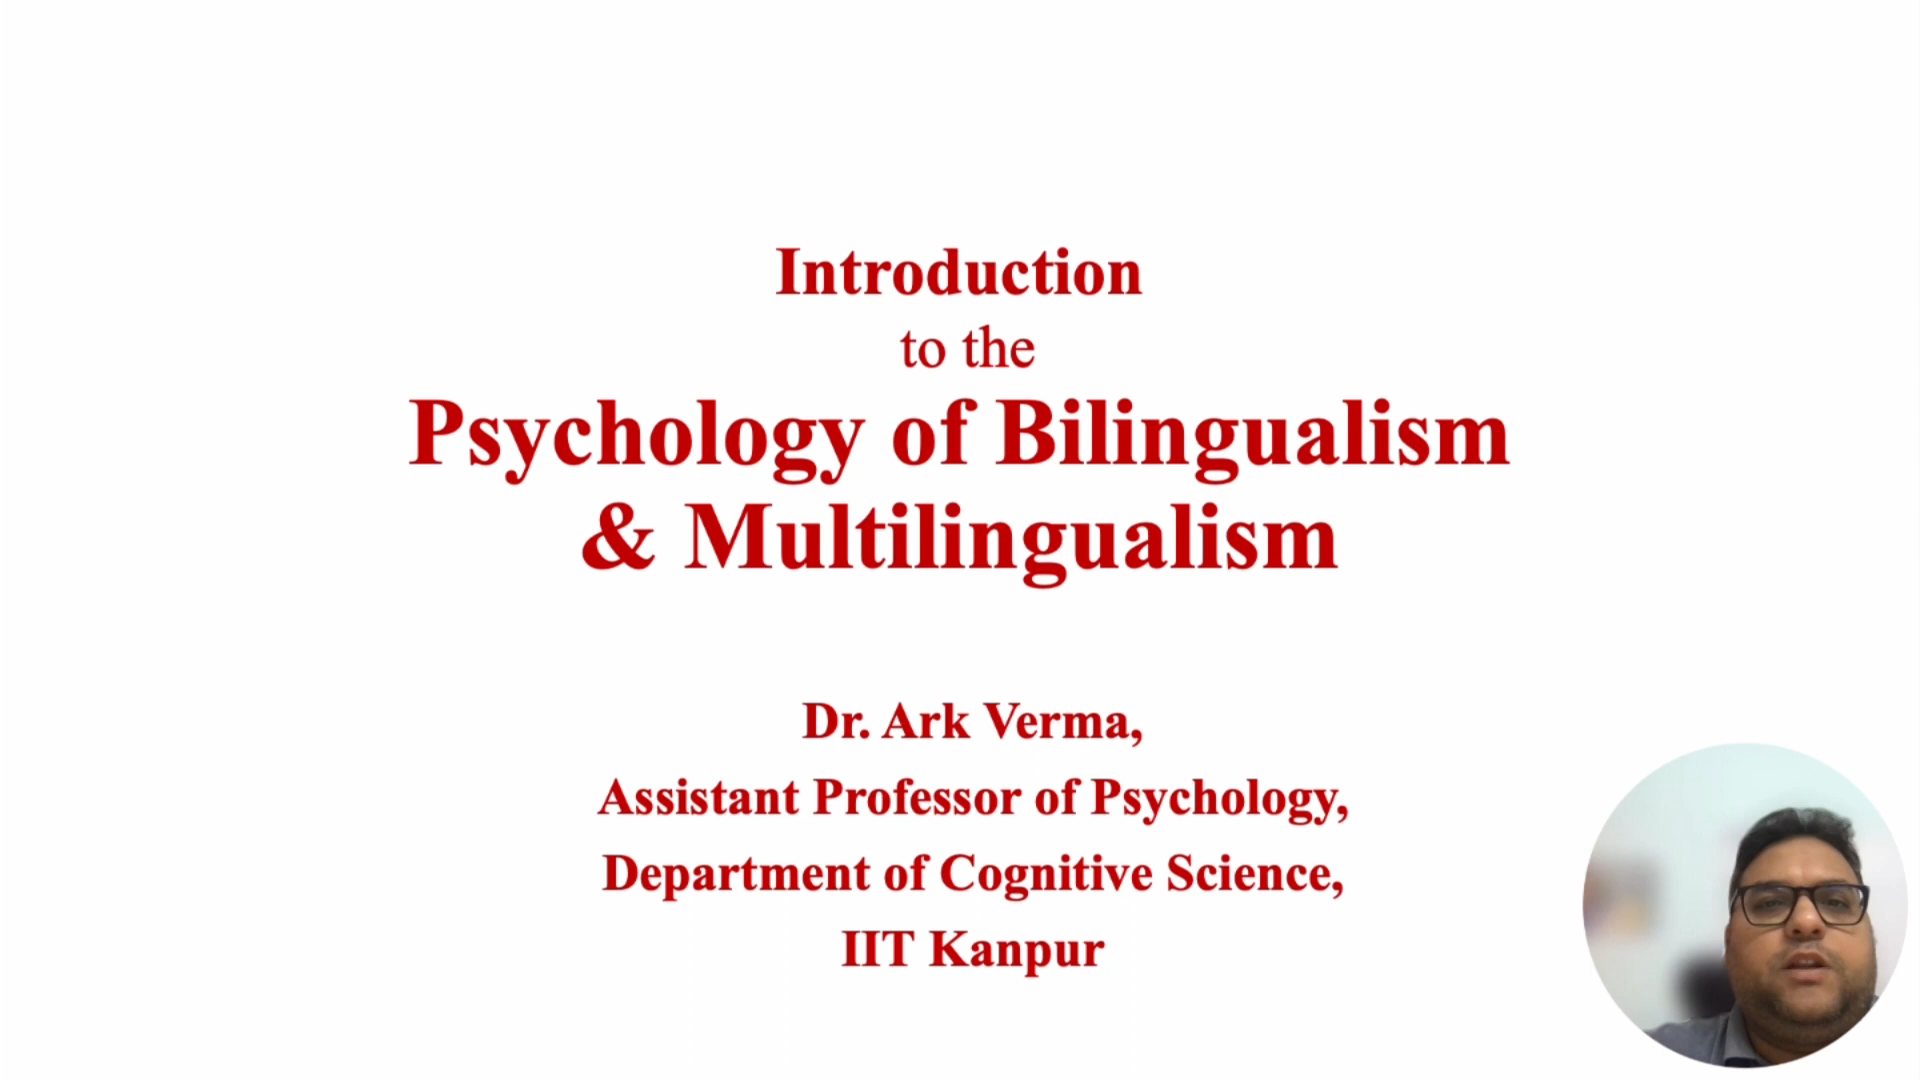 Introduction
to the
Psychology of Bilingualism
& Multilingualism
Dr. Ark Verma,
Assistant Professor of Psychology,
Department of Cognitive Science,
IIT Kanpur